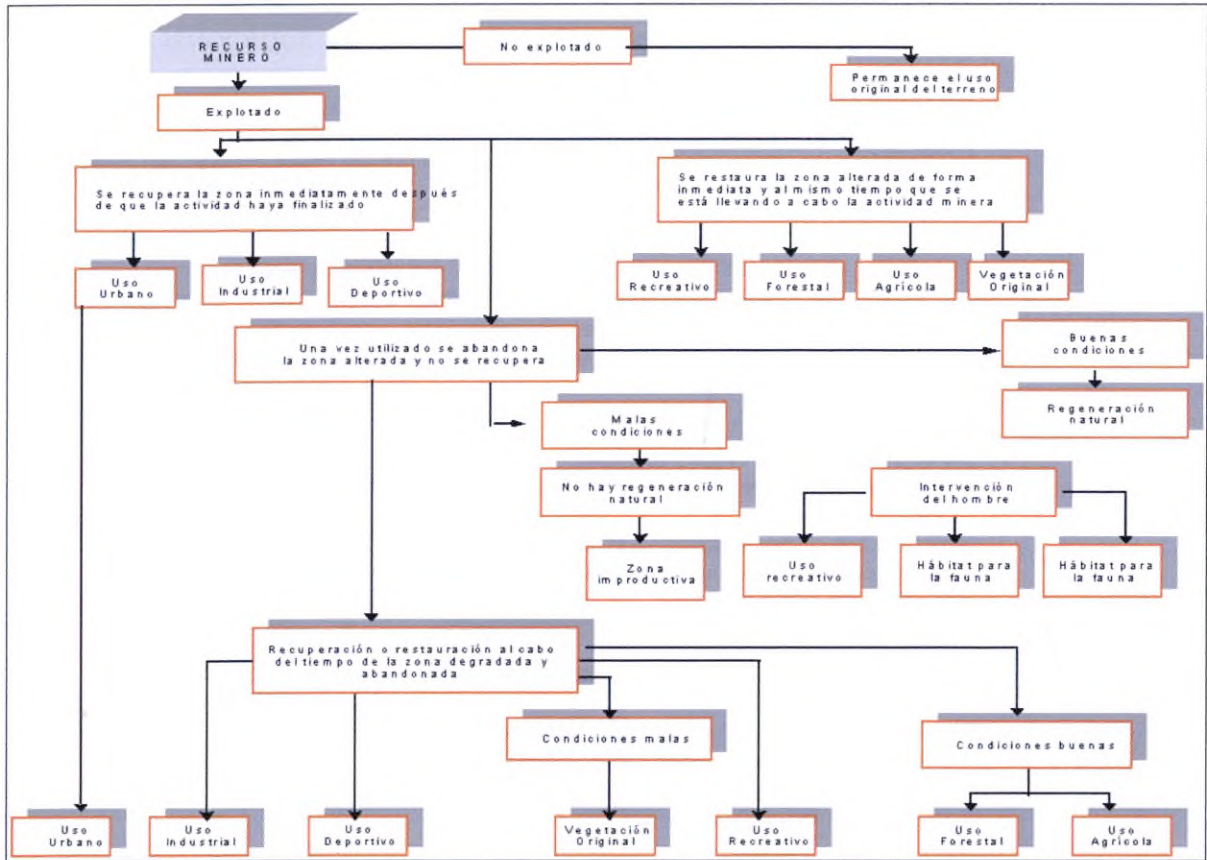 RECURSO
MINERO
No explotado
Permanece el uso
original del terreno
Explotado
Se recupera la zona inmediatamente después
de que la actividad haya finalizado
Se restaura la zona alterada de forma
inmediata y al mismo tiempo que se
está llevando a cabo la actividad minera
Uso
Urbano
Uso
Industrial
Uso
Deportivo
Uso
Recreativo
Uso
Forestal
Uso
Agrícola
Vegetación
Original
Una vez utilizado se abandona
la zona alterada y no se recupera
Buenas
condiciones
Regeneración
natural
Malas
condiciones
No hay regeneración
natural
Zona
improductiva
Intervención
del hombre
Uso
recreativo
Hábitat para
la fauna
Hábitat para
la fauna
Recuperación o restauración al cabo
del tiempo de la zona degradada y
abandonada
Condiciones malas
Condiciones buenas
Uso
Urbano
Uso
Industrial
Uso
Deportivo
Vegetación
Original
Uso
Recreativo
Uso
Forestal
Uso
Agrícola